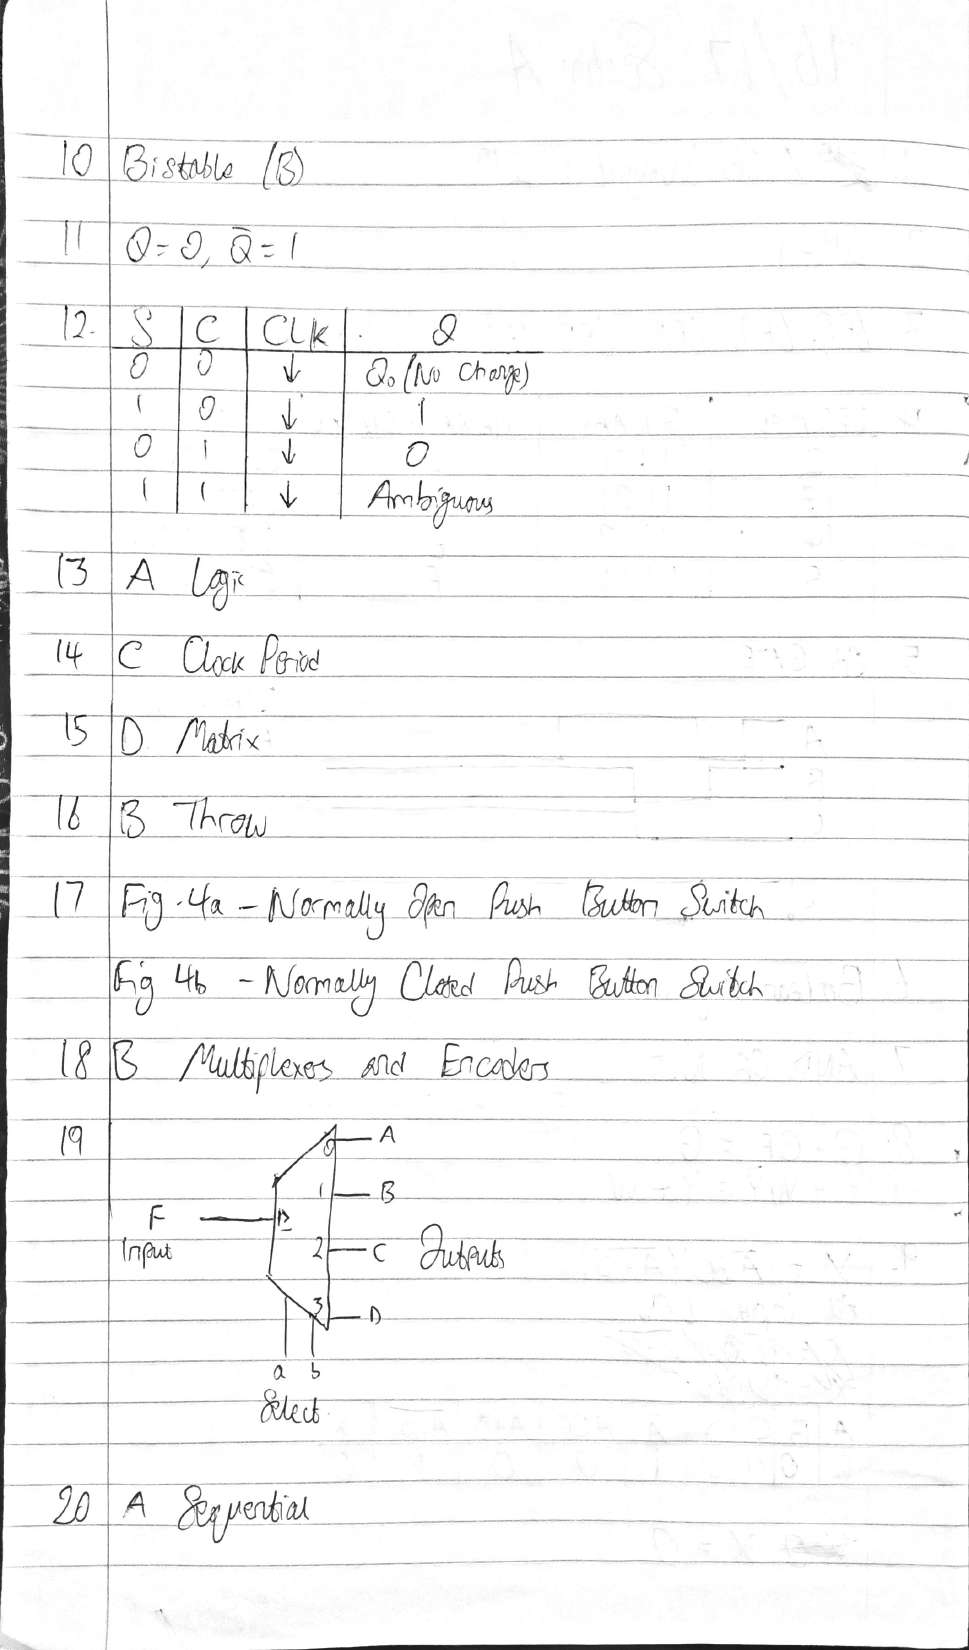 10 Bistable (B)
11 Q=0, Q̄=1
12. S C CLK Q
0 0 ↓ Q₀ (No Change)
1 0 ↓ 1
0 1 ↓ 0
1 1 ↓ Ambiguous
13 A Logic
14 C Clock Period
15 D Matrix
16 B Throw
17 Fig. 4a - Normally Open Push Button Switch
Fig 4b - Normally Closed Push Button Switch
18 B Multiplexes and Encoders
19
0 A
1 B
F D
Input
2 C Outputs
3 D
a b
Select
20 A Sequential